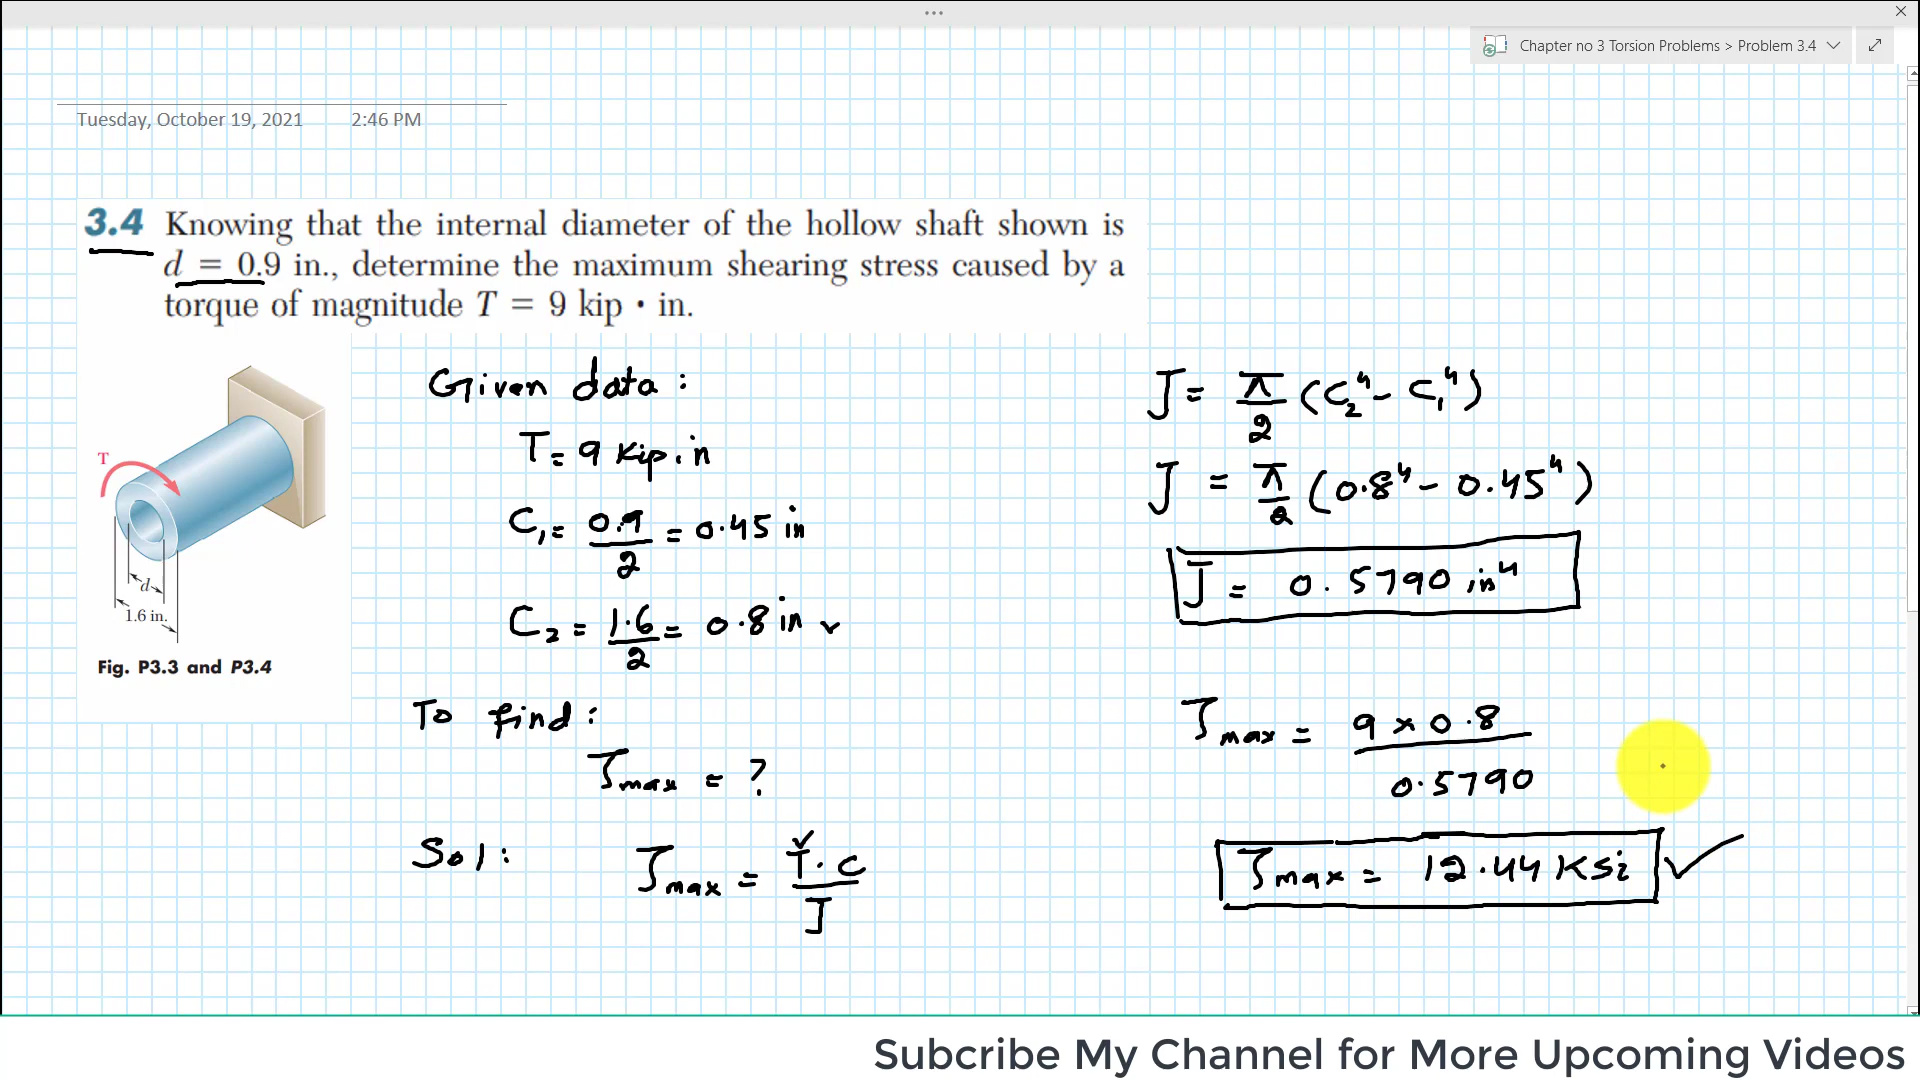 Chapter no 3 Torsion Problems > Problem 3.4
Tuesday, October 19, 2021 2:46 PM
3.4 Knowing that the internal diameter of the hollow shaft shown is
d = 0.9 in., determine the maximum shearing stress caused by a
torque of magnitude T = 9 kip • in.
T
d
1.6 in.
Fig. P3.3 and P3.4
Given data:
T = 9 kip.in
C₁ = 0.9/2 = 0.45 in
C₂ = 1.6/2 = 0.8 in ✓
To find:
τmax = ?
Sol: τmax = T·c/J
J = π/2 (C₂⁴ - C₁⁴)
J = π/2 (0.8⁴ - 0.45⁴)
J = 0.5790 in⁴
τmax = 9 x 0.8/0.5790
τmax = 12.44 Ksi ✓
Subcribe My Channel for More Upcoming Videos